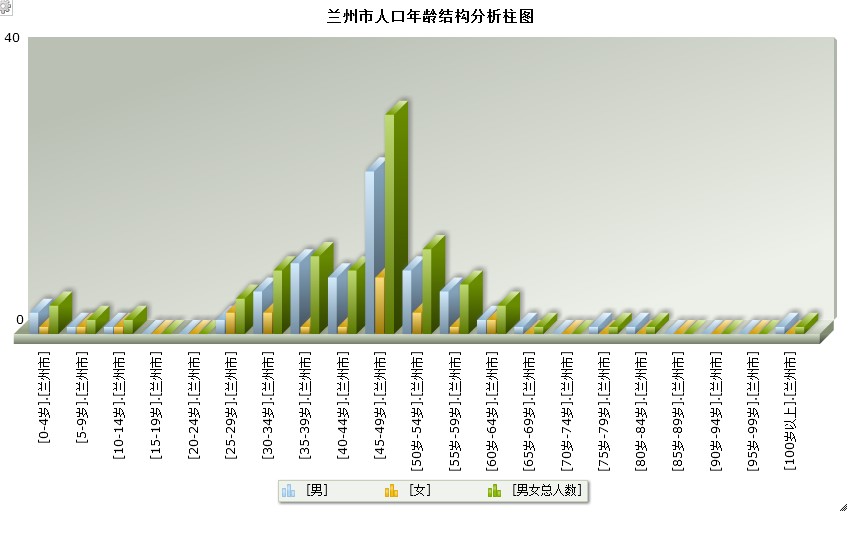 兰州市人口年龄结构分析柱图
40
0
[0-4岁].[兰州市]
[5-9岁].[兰州市]
[10-14岁].[兰州市]
[15-19岁].[兰州市]
[20-24岁].[兰州市]
[25-29岁].[兰州市]
[30-34岁].[兰州市]
[35-39岁].[兰州市]
[40-44岁].[兰州市]
[45-49岁].[兰州市]
[50岁-54岁].[兰州市]
[55岁-59岁].[兰州市]
[60岁-64岁].[兰州市]
[65岁-69岁].[兰州市]
[70岁-74岁].[兰州市]
[75岁-79岁].[兰州市]
[80岁-84岁].[兰州市]
[85岁-89岁].[兰州市]
[90岁-94岁].[兰州市]
[95岁-99岁].[兰州市]
[100岁以上].[兰州市]
[男] [女] [男女总人数]